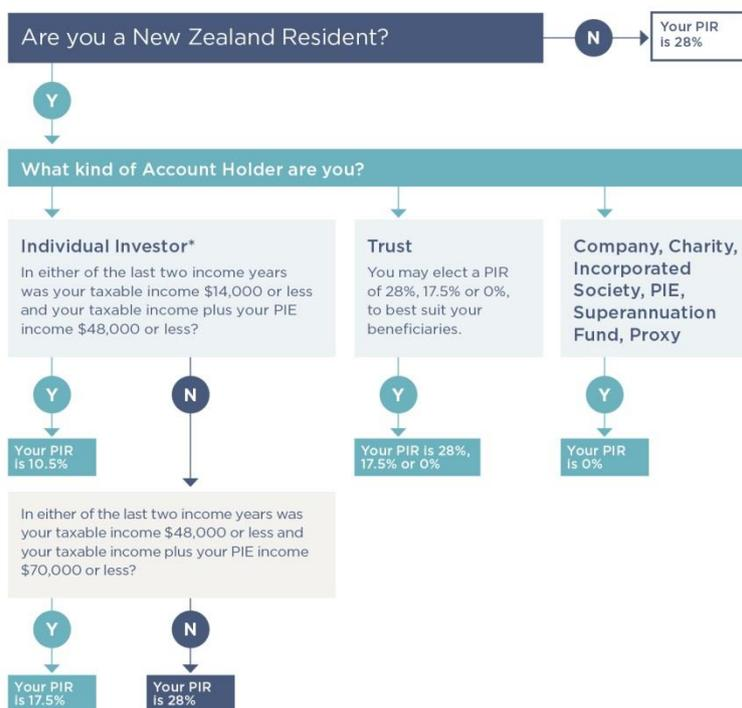 Are you a New Zealand Resident?
N
Your PIR
is 28%
Y
What kind of Account Holder are you?
Individual Investor*
In either of the last two income years
was your taxable income $14,000 or less
and your taxable income plus your PIE
income $48,000 or less?
Trust
You may elect a PIR
of 28%, 17.5% or 0%,
to best suit your
beneficiaries.
Company, Charity,
Incorporated
Society, PIE,
Superannuation
Fund, Proxy
Y
N
Y
Y
Your PIR
is 10.5%
Your PIR is 28%,
17.5% or 0%
Your PIR
is 0%
In either of the last two income years was
your taxable income $48,000 or less and
your taxable income plus your PIE income
$70,000 or less?
Y
N
Your PIR
is 17.5%
Your PIR
is 28%